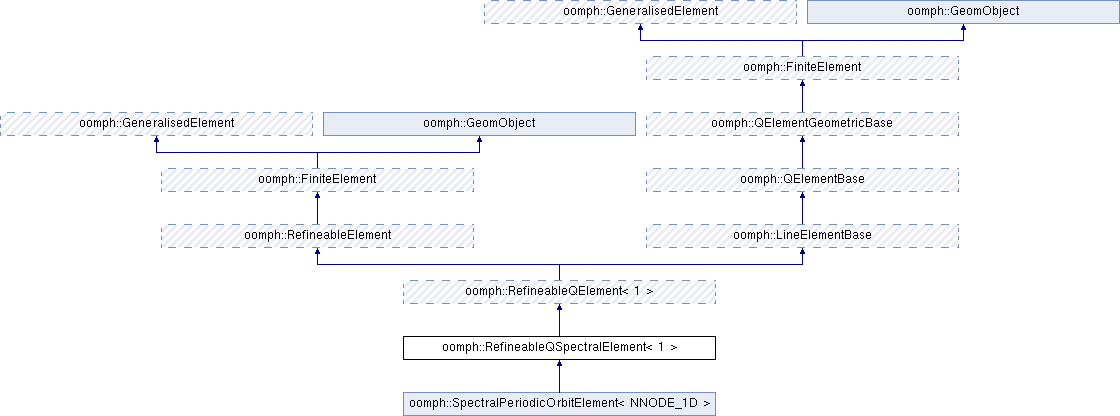 oomph::GeneralisedElement
oomph::GeomObject
oomph::FiniteElement
oomph::GeneralisedElement
oomph::GeomObject
oomph::QElementGeometricBase
oomph::FiniteElement
oomph::QElementBase
oomph::RefineableElement
oomph::LineElementBase
oomph::RefineableQElement< 1 >
oomph::RefineableQSpectralElement< 1 >
oomph::SpectralPeriodicOrbitElement< NNODE_1D >